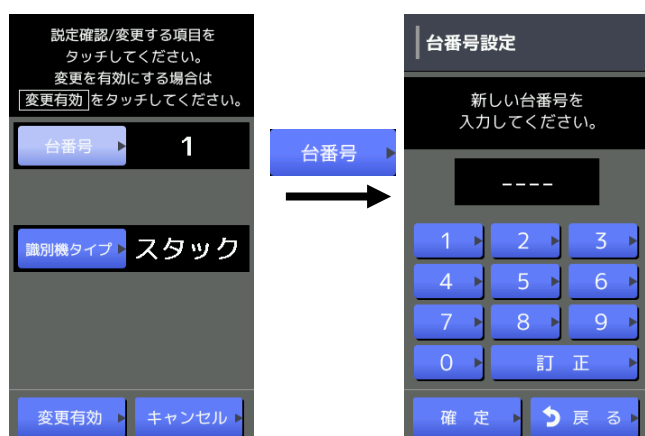 説定確認/変更する項目を
タッチしてください。
変更を有効にする場合は
変更有効をタッチしてください。
台番号
1
識別機タイプ
スタック
変更有効
キャンセル
台番号
台番号設定
新しい台番号を
入力してください。
----
1
2
3
4
5
6
7
8
9
0
訂 正
確 定
戻 る